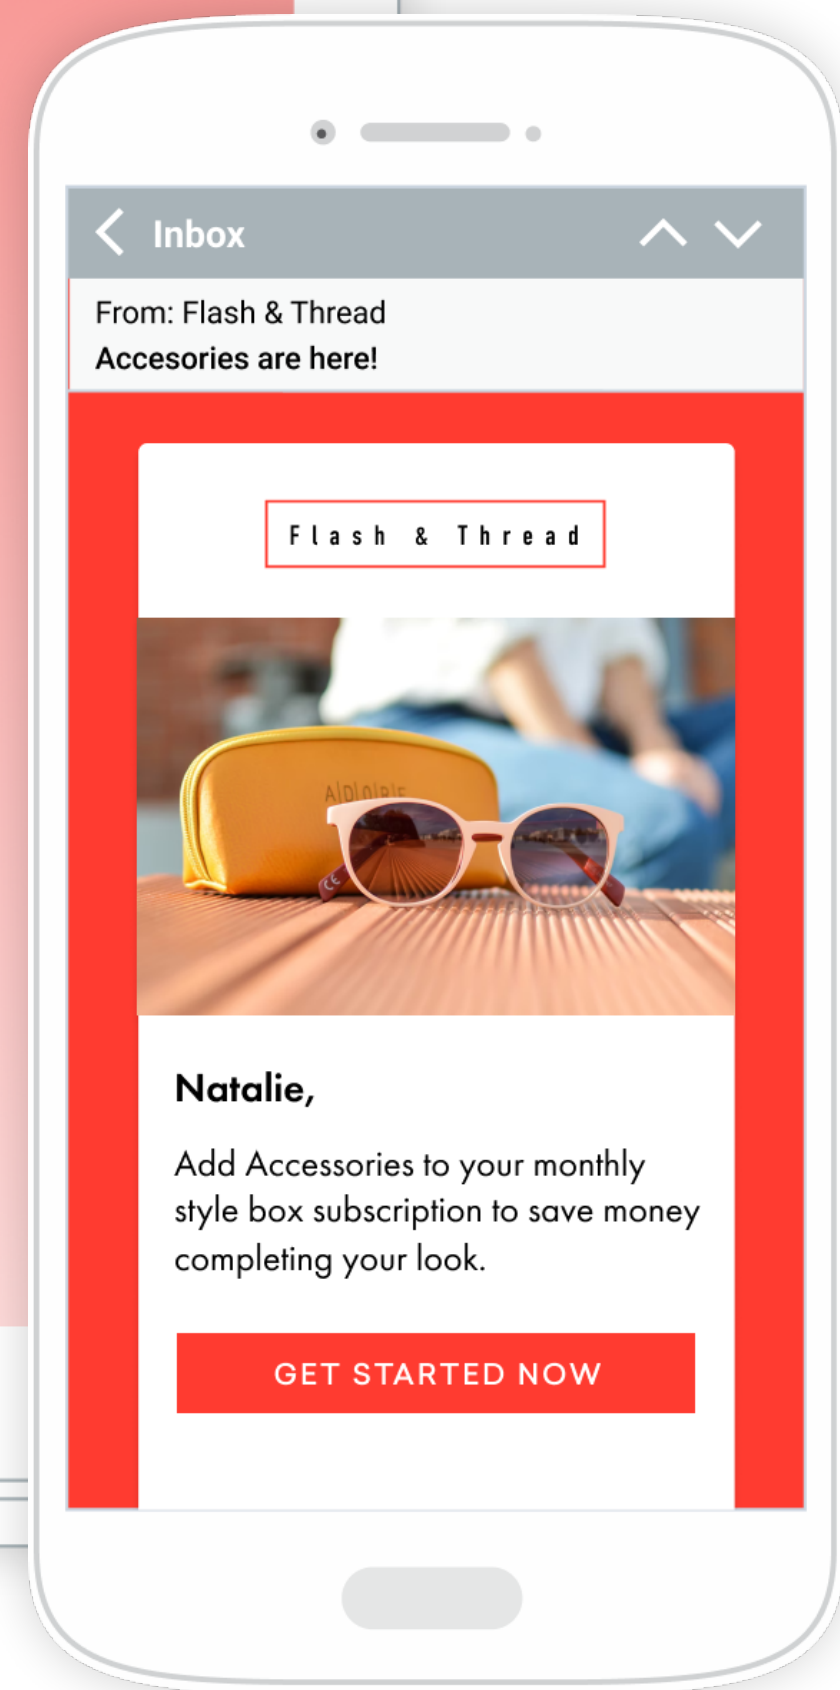 Inbox
From: Flash & Thread
Accesories are here!
Flash & Thread
A|D|O|R|E
CE
Natalie,
Add Accessories to your monthly
style box subscription to save money
completing your look.
GET STARTED NOW